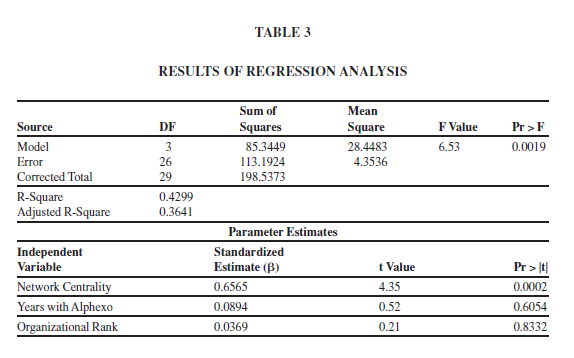 TABLE 3
RESULTS OF REGRESSION ANALYSIS
Sum of Mean
Source DF Squares Square F Value Pr > F
Model 3 85.3449 28.4483 6.53 0.0019
Error 26 113.1924 4.3536
Corrected Total 29 198.5373
R-Square 0.4299
Adjusted R-Square 0.3641
Parameter Estimates
Independent Standardized
Variable Estimate (β) t Value Pr > |t|
Network Centrality 0.6565 4.35 0.0002
Years with Alphexo 0.0894 0.52 0.6054
Organizational Rank 0.0369 0.21 0.8332